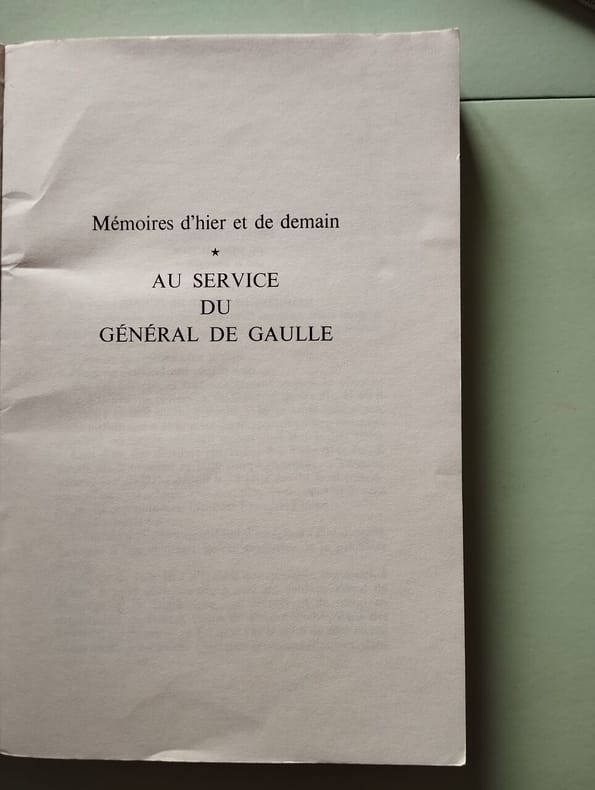 Mémoires d'hier et de demain
★
AU SERVICE
DU
GÉNÉRAL DE GAULLE